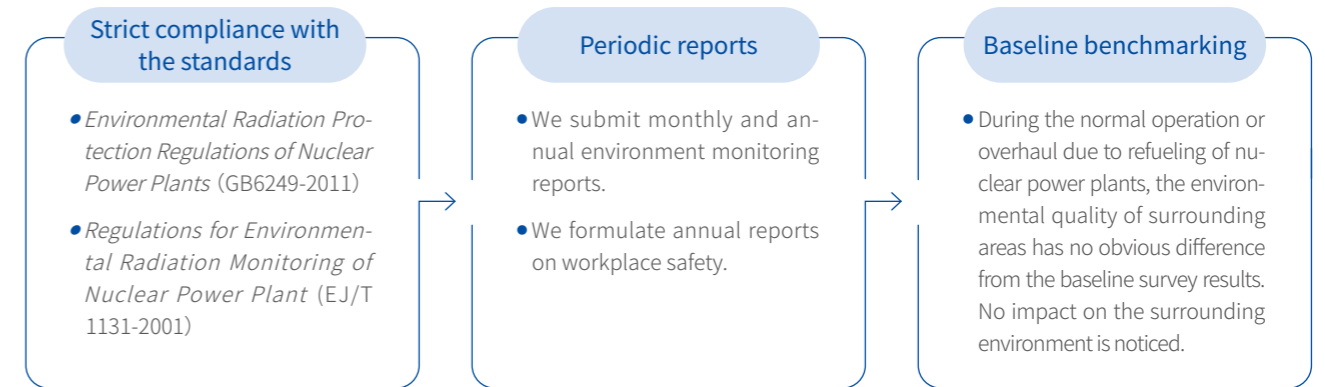 Strict compliance with
the standards
• Environmental Radiation Pro-
tection Regulations of Nuclear
Power Plants (GB6249-2011)
• Regulations for Environmen-
tal Radiation Monitoring of
Nuclear Power Plant (EJ/T
1131-2001)
Periodic reports
• We submit monthly and an-
nual environment monitoring
reports.
• We formulate annual reports
on workplace safety.
Baseline benchmarking
• During the normal operation or
overhaul due to refueling of nu-
clear power plants, the environ-
mental quality of surrounding
areas has no obvious difference
from the baseline survey results.
No impact on the surrounding
environment is noticed.